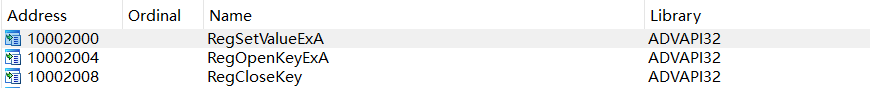 Address Ordinal Name Library
10002000 RegSetValueExA ADVAPI32
10002004 RegOpenKeyExA ADVAPI32
10002008 RegCloseKey ADVAPI32